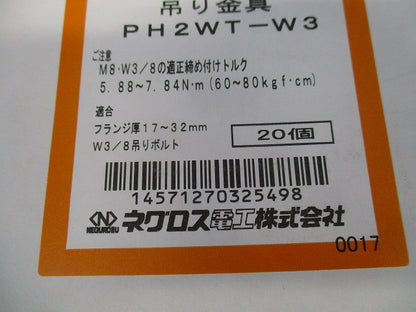 吊り金具
PH2WT-W3
ご注意
M8・W3/8の適正締め付けトルク
5.88~7.84N・m(60~80kgf・cm)
適合
フランジ厚17~32mm
W3/8吊りボルト
20個
14571270325498
NEGUROSU
ネグロス電工株式会社
0017